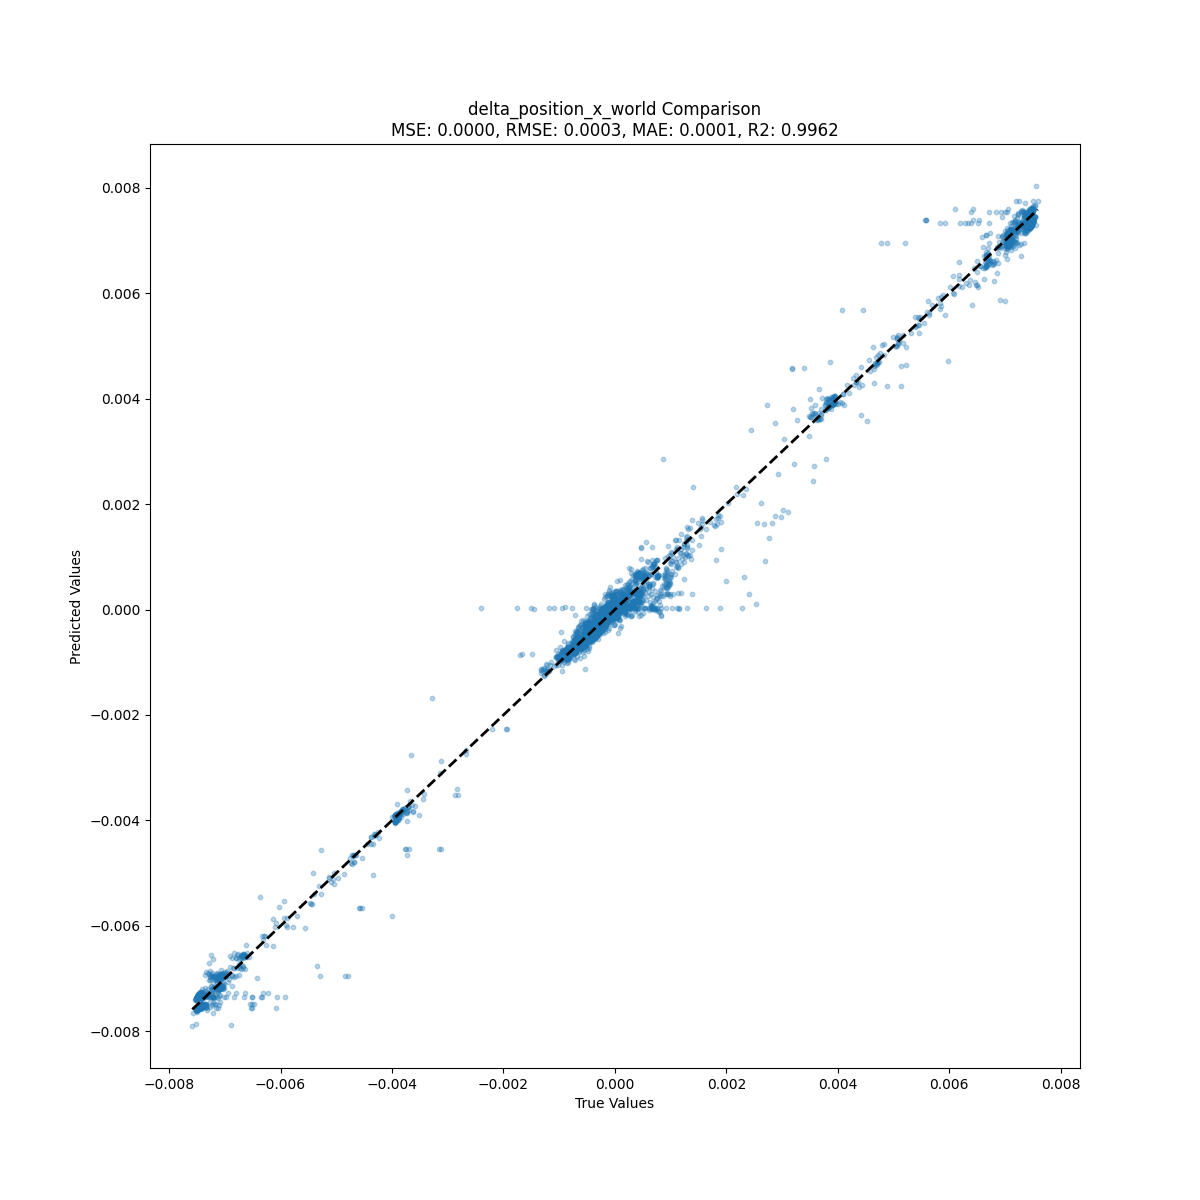 delta_position_x_world Comparison
MSE: 0.0000, RMSE: 0.0003, MAE: 0.0001, R2: 0.9962
0.008
0.006
0.004
0.002
0.000
−0.002
−0.004
−0.006
−0.008
Predicted Values
−0.008 −0.006 −0.004 −0.002 0.000 0.002 0.004 0.006 0.008
True Values